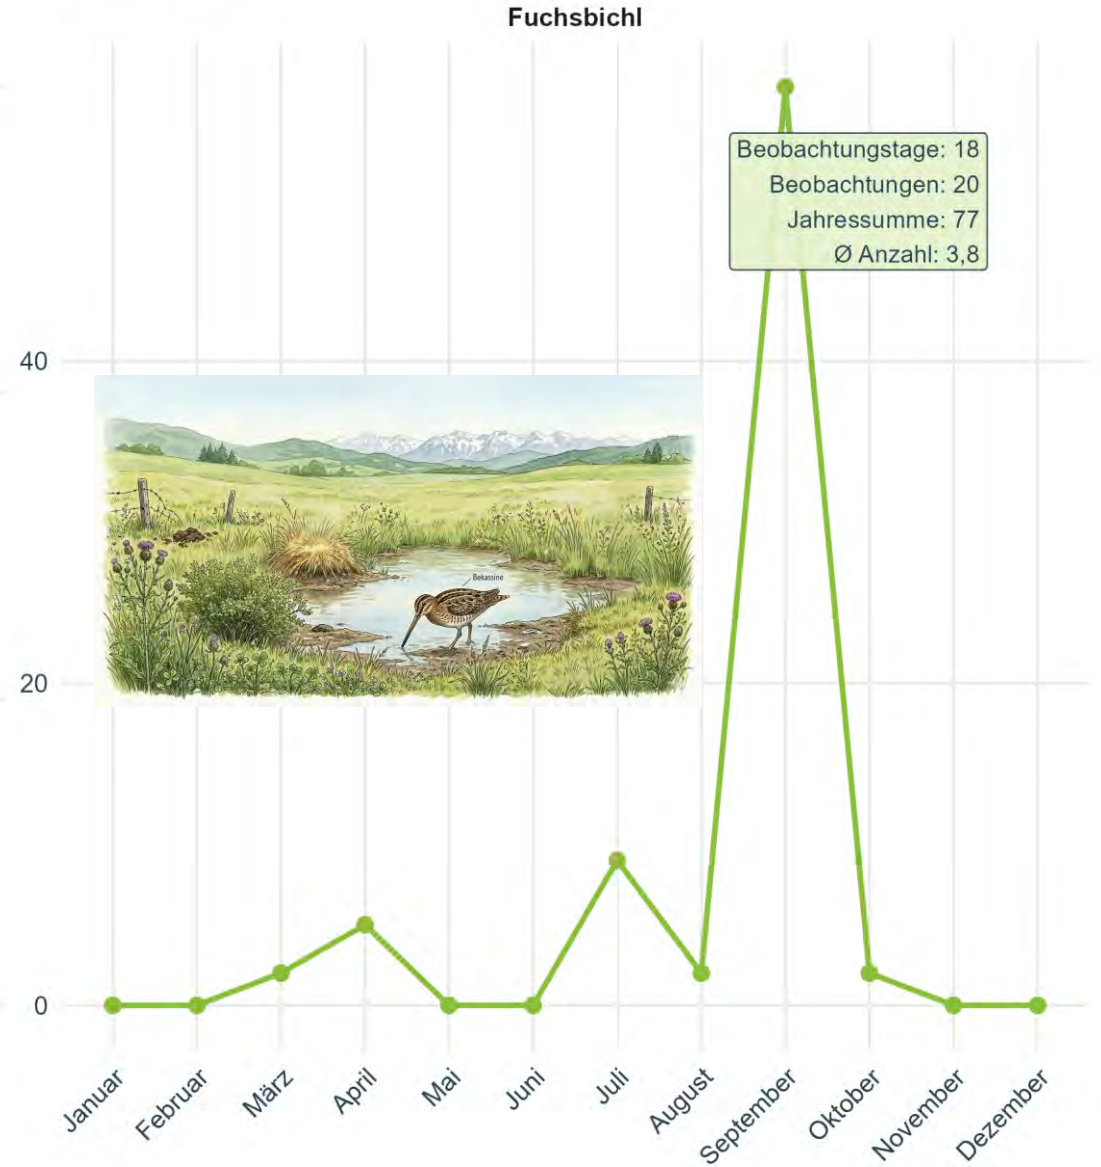 Fuchsbichl
Beobachtungstage: 18
Beobachtungen: 20
Jahressumme: 77
Ø Anzahl: 3,8
40
Bekassine
20
0
Januar
Februar
März
April
Mai
Juni
Juli
August
September
Oktober
November
Dezember